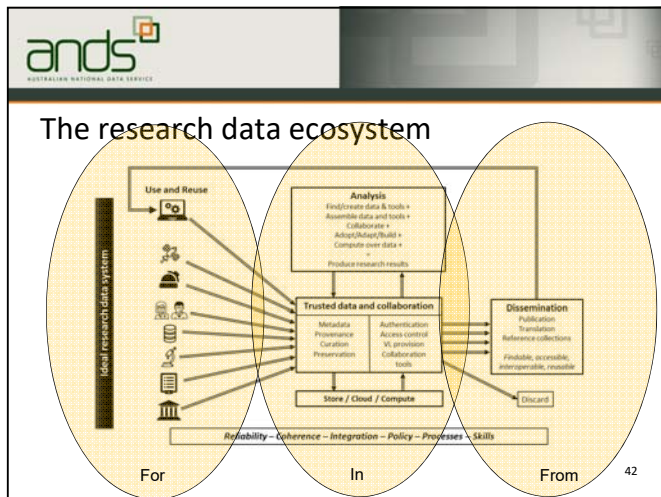 ands
AUSTRALIAN NATIONAL DATA SERVICE
The research data ecosystem
Ideal research data system
Use and Reuse
Analysis
Find/create data & tools +
Assemble data and tools +
Collaborate +
Adopt/Adapt/Build +
Compute over data +
+
Produce research results
Trusted data and collaboration
Metadata
Provenance
Curation
Preservation
Authentication
Access control
VL provision
Collaboration
tools
Store / Cloud / Compute
Dissemination
Publication
Translation
Reference collections
Findable, accessible,
interoperable, reusable
Discard
Reliability – Coherence – Integration – Policy – Processes – Skills
For
In
From
42